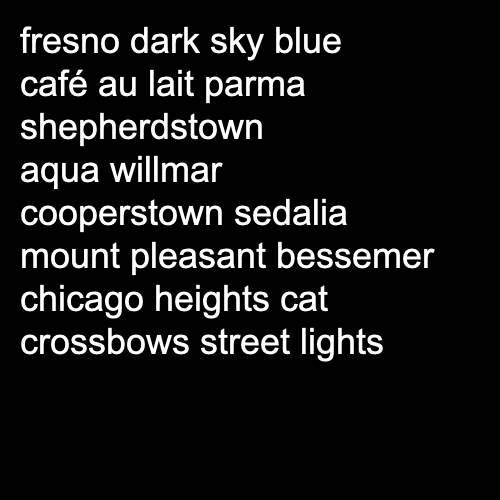 fresno dark sky blue
café au lait parma
shepherdstown
aqua willmar
cooperstown sedalia
mount pleasant bessemer
chicago heights cat
crossbows street lights